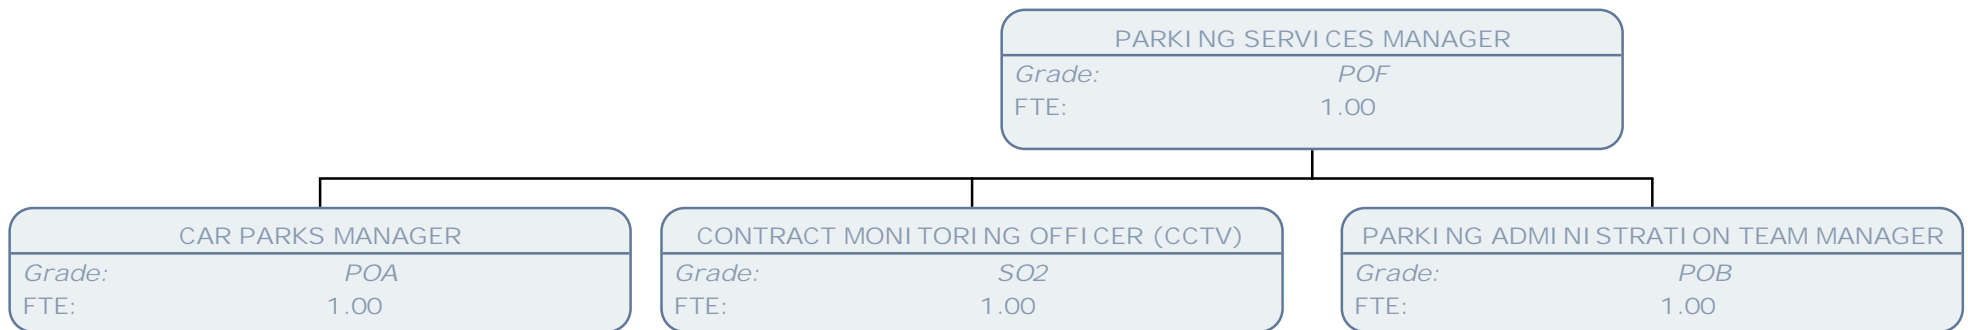 PARKING SERVICES MANAGER
Grade: POF
FTE: 1.00
CAR PARKS MANAGER
Grade: POA
FTE: 1.00
CONTRACT MONITORING OFFICER (CCTV)
Grade: SO2
FTE: 1.00
PARKING ADMINISTRATION TEAM MANAGER
Grade: POB
FTE: 1.00